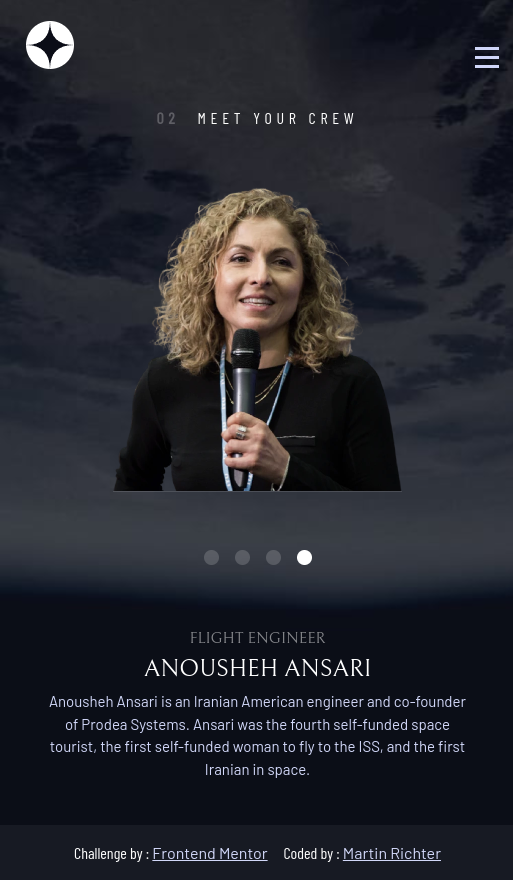 02 MEET YOUR CREW
FLIGHT ENGINEER
ANOUSHEH ANSARI
Anousheh Ansari is an Iranian American engineer and co-founder
of Prodea Systems. Ansari was the fourth self-funded space
tourist, the first self-funded woman to fly to the ISS, and the first
Iranian in space.
Challenge by : Frontend Mentor Coded by : Martin Richter